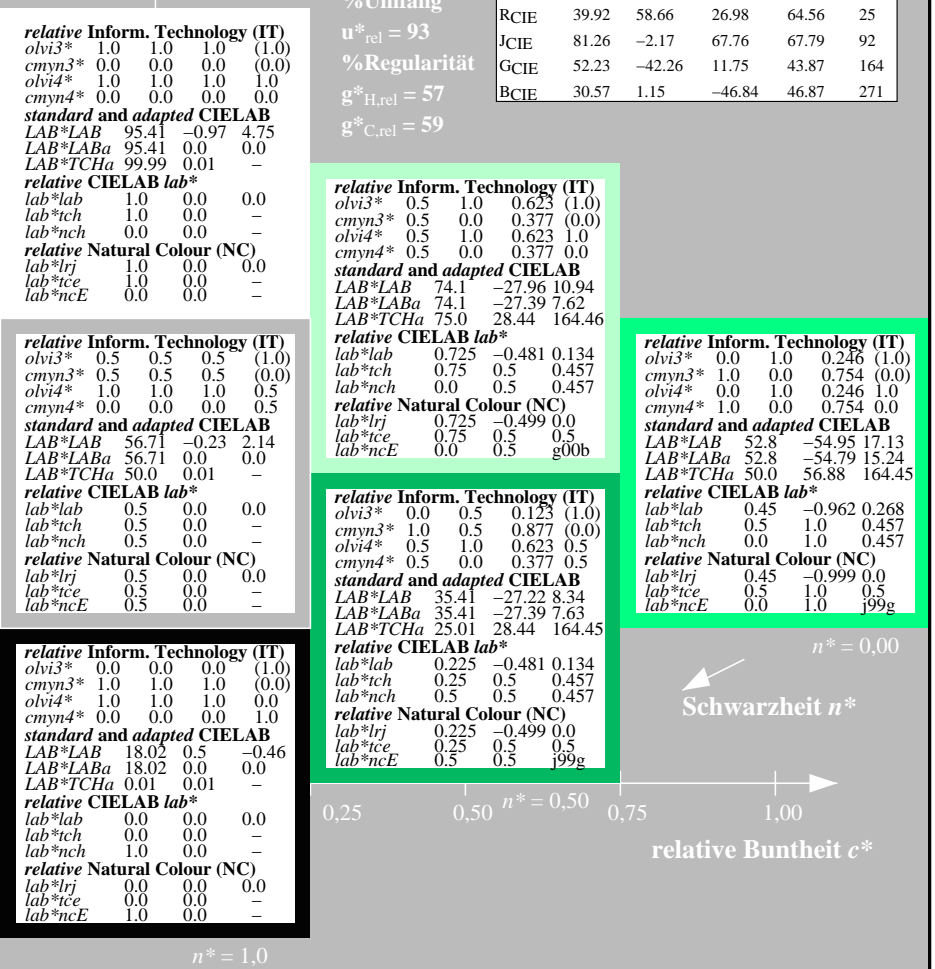 %Umfang
u*rel = 93
%Regularität
g*H,rel = 57
g*C,rel = 59
RCIE 39.92 58.66 26.98 64.56 25
JCIE 81.26 −2.17 67.76 67.79 92
GCIE 52.23 −42.26 11.75 43.87 164
BCIE 30.57 1.15 −46.84 46.87 271
relative Inform. Technology (IT)
olvi3* 1.0 1.0 1.0 (1.0)
cmyn3* 0.0 0.0 0.0 (0.0)
olvi4* 1.0 1.0 1.0 1.0
cmyn4* 0.0 0.0 0.0 0.0
standard and adapted CIELAB
LAB*LAB 95.41 −0.97 4.75
LAB*LABa 95.41 0.0 0.0
LAB*TCHa 99.99 0.01 –
relative CIELAB lab*
lab*lab 1.0 0.0 0.0
lab*tch 1.0 0.0 –
lab*nch 0.0 0.0 –
relative Natural Colour (NC)
lab*lrj 1.0 0.0 0.0
lab*tce 1.0 0.0 –
lab*ncE 0.0 0.0 –
relative Inform. Technology (IT)
olvi3* 0.5 1.0 0.623 (1.0)
cmyn3* 0.5 0.0 0.377 (0.0)
olvi4* 0.5 1.0 0.623 1.0
cmyn4* 0.5 0.0 0.377 0.0
standard and adapted CIELAB
LAB*LAB 74.1 −27.96 10.94
LAB*LABa 74.1 −27.39 7.62
LAB*TCHa 75.0 28.44 164.46
relative CIELAB lab*
lab*lab 0.725 −0.481 0.134
lab*tch 0.75 0.5 0.457
lab*nch 0.0 0.5 0.457
relative Natural Colour (NC)
lab*lrj 0.725 −0.499 0.0
lab*tce 0.75 0.5 0.5
lab*ncE 0.0 0.5 g00b
relative Inform. Technology (IT)
olvi3* 0.5 0.5 0.5 (1.0)
cmyn3* 0.5 0.5 0.5 (0.0)
olvi4* 1.0 1.0 1.0 0.5
cmyn4* 0.0 0.0 0.0 0.5
standard and adapted CIELAB
LAB*LAB 56.71 −0.23 2.14
LAB*LABa 56.71 0.0 0.0
LAB*TCHa 50.0 0.01 –
relative CIELAB lab*
lab*lab 0.5 0.0 0.0
lab*tch 0.5 0.0 –
lab*nch 0.5 0.0 –
relative Natural Colour (NC)
lab*lrj 0.5 0.0 0.0
lab*tce 0.5 0.0 –
lab*ncE 0.5 0.0 –
relative Inform. Technology (IT)
olvi3* 0.0 1.0 0.246 (1.0)
cmyn3* 1.0 0.0 0.754 (0.0)
olvi4* 0.0 1.0 0.246 1.0
cmyn4* 1.0 0.0 0.754 0.0
standard and adapted CIELAB
LAB*LAB 52.8 −54.95 17.13
LAB*LABa 52.8 −54.79 15.24
LAB*TCHa 50.0 56.88 164.45
relative CIELAB lab*
lab*lab 0.45 −0.962 0.268
lab*tch 0.5 1.0 0.457
lab*nch 0.0 1.0 0.457
relative Natural Colour (NC)
lab*lrj 0.45 −0.999 0.0
lab*tce 0.5 1.0 0.5
lab*ncE 0.0 1.0 j99g
relative Inform. Technology (IT)
olvi3* 0.0 0.5 0.123 (1.0)
cmyn3* 1.0 0.5 0.877 (0.0)
olvi4* 0.5 1.0 0.623 0.5
cmyn4* 0.5 0.0 0.377 0.5
standard and adapted CIELAB
LAB*LAB 35.41 −27.22 8.34
LAB*LABa 35.41 −27.39 7.63
LAB*TCHa 25.01 28.44 164.45
relative CIELAB lab*
lab*lab 0.225 −0.481 0.134
lab*tch 0.25 0.5 0.457
lab*nch 0.5 0.5 0.457
relative Natural Colour (NC)
lab*lrj 0.225 −0.499 0.0
lab*tce 0.25 0.5 0.5
lab*ncE 0.5 0.5 j99g
relative Inform. Technology (IT)
olvi3* 0.0 0.0 0.0 (1.0)
cmyn3* 1.0 1.0 1.0 (0.0)
olvi4* 1.0 1.0 1.0 0.0
cmyn4* 0.0 0.0 0.0 1.0
standard and adapted CIELAB
LAB*LAB 18.02 0.5 −0.46
LAB*LABa 18.02 0.0 0.0
LAB*TCHa 0.01 0.01 –
relative CIELAB lab*
lab*lab 0.0 0.0 0.0
lab*tch 0.0 0.0 –
lab*nch 1.0 0.0 –
relative Natural Colour (NC)
lab*lrj 0.0 0.0 0.0
lab*tce 0.0 0.0 –
lab*ncE 1.0 0.0 –
n* = 0,00
Schwarzheit n*
n* = 0,50
0,25 0,50 0,75 1,00
relative Buntheit c*
n* = 1,0